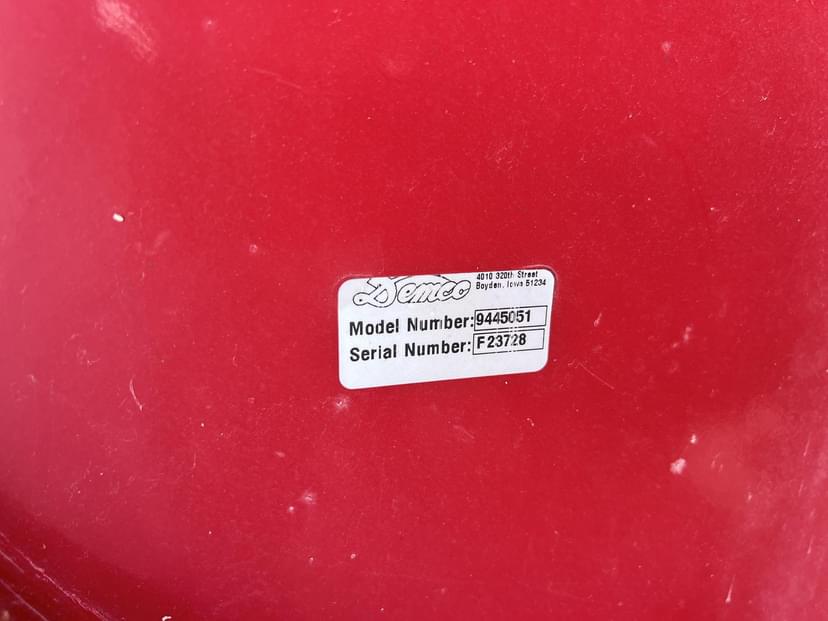 Demco
4010 320th Street
Boyden, Iowa 51234
Model Number: 9445051
Serial Number: F23728